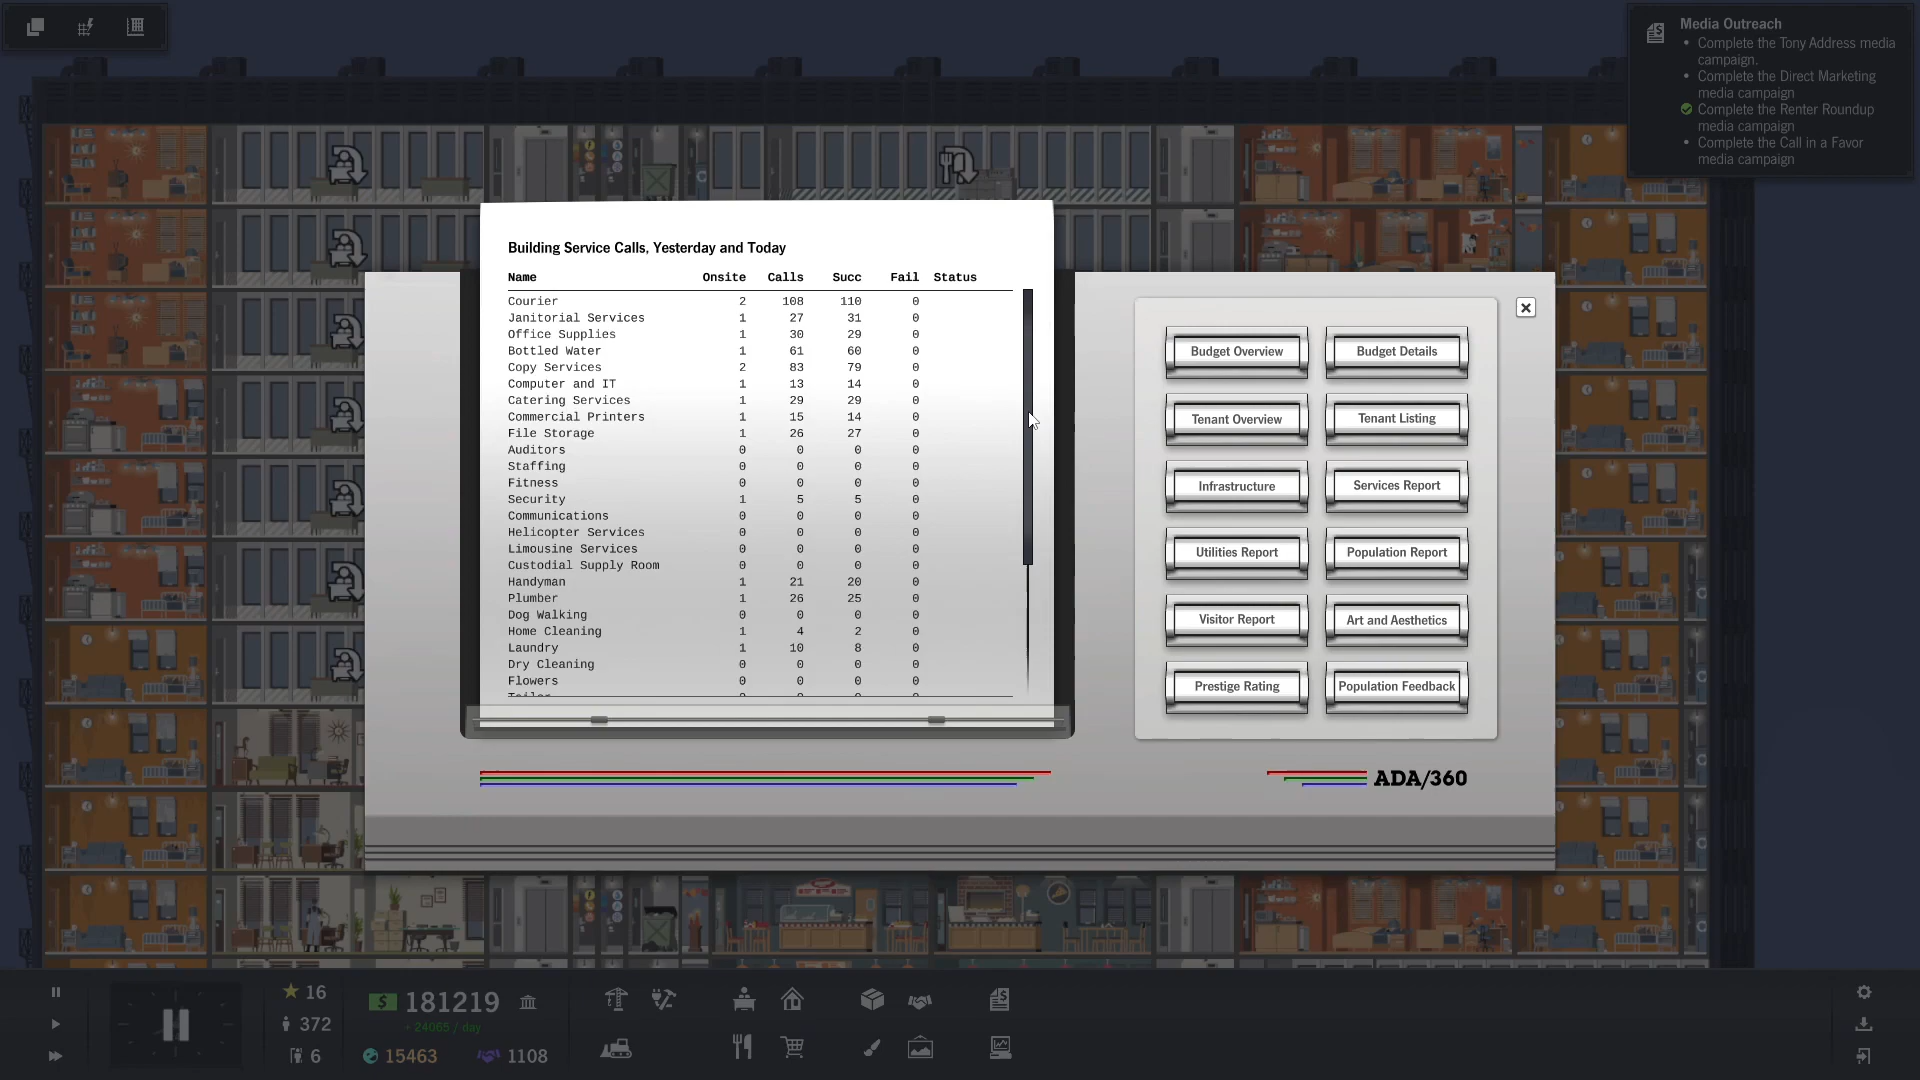 Media Outreach
• Complete the Tony Address media
campaign.
• Complete the Direct Marketing
media campaign
Complete the Renter Roundup
media campaign
• Complete the Call in a Favor
media campaign
Building Service Calls, Yesterday and Today
Name Onsite Calls Succ Fail Status
Courier 2 108 110 0
Janitorial Services 1 27 31 0
Office Supplies 1 30 29 0
Bottled Water 1 61 60 0
Copy Services 2 83 79 0
Computer and IT 1 13 14 0
Catering Services 1 29 29 0
Commercial Printers 1 15 14 0
File Storage 1 26 27 0
Auditors 0 0 0 0
Staffing 0 0 0 0
Fitness 0 0 0 0
Security 1 5 5 0
Communications 0 0 0 0
Helicopter Services 0 0 0 0
Limousine Services 0 0 0 0
Custodial Supply Room 0 0 0 0
Handyman 1 21 20 0
Plumber 1 26 25 0
Dog Walking 0 0 0 0
Home Cleaning 1 4 2 0
Laundry 1 10 8 0
Dry Cleaning 0 0 0 0
Flowers 0 0 0 0
Budget Overview Budget Details
Tenant Overview Tenant Listing
Infrastructure Services Report
Utilities Report Population Report
Visitor Report Art and Aesthetics
Prestige Rating Population Feedback
ADA/360
16
372
6
$ 181219
+ 24065 / day
15463 1108